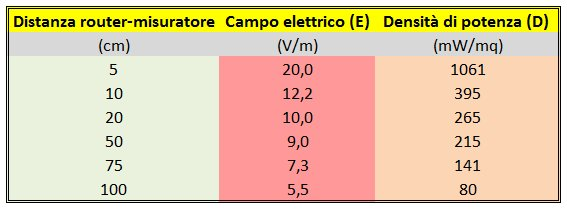 Distanza router-misuratore Campo elettrico (E) Densità di potenza (D)
(cm) (V/m) (mW/mq)
5 20,0 1061
10 12,2 395
20 10,0 265
50 9,0 215
75 7,3 141
100 5,5 80